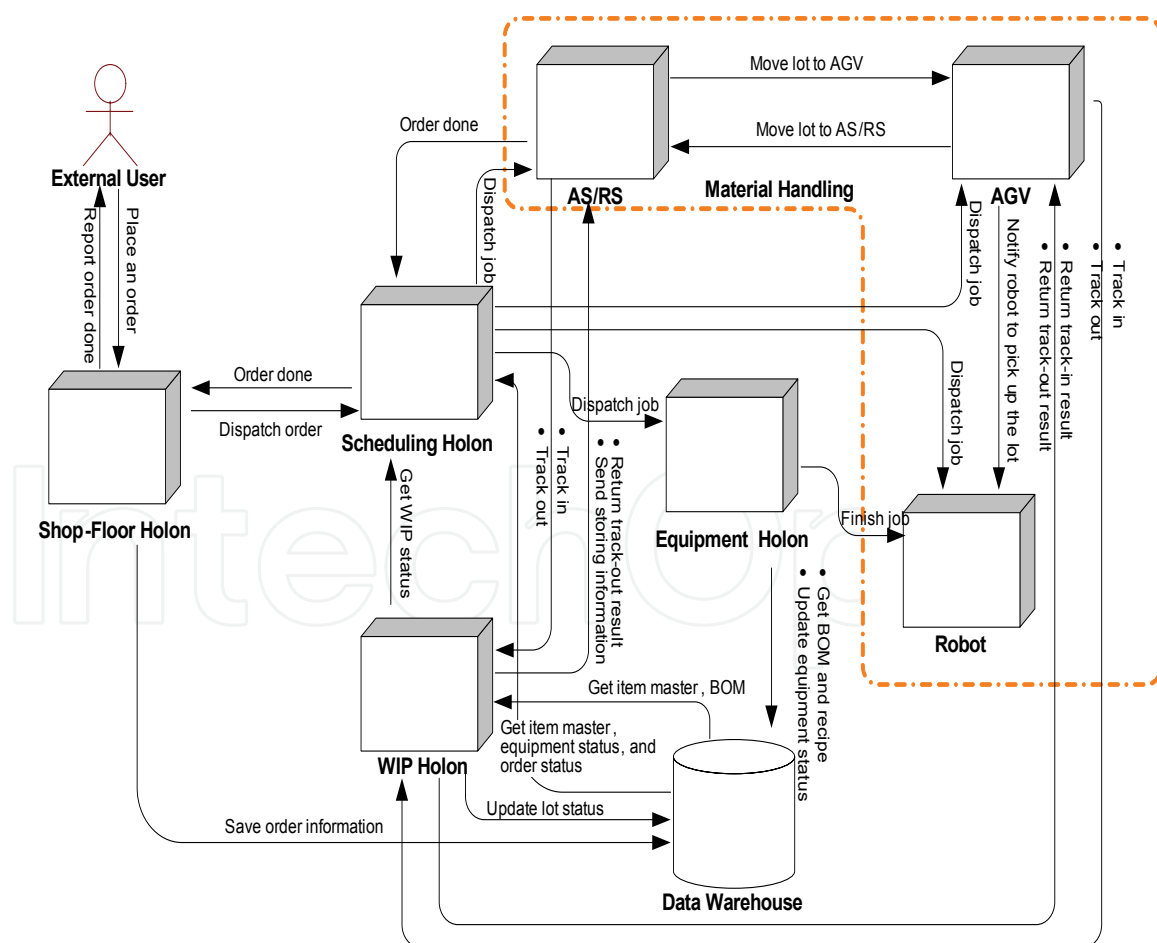 Move lot to AGV
Order done
Move lot to AS/RS
External User
AS/RS
Material Handling
AGV
Report order done
Place an order
Dispatch job
Dispatch job
Notify robot to pick up the lot
• Return track-in result
• Return track-out result
• Track in
• Track out
Order done
Dispatch order
Scheduling Holon
Dispatch job
Dispatch job
• Track in
• Track out
• Return track-out result
• Send storing information
Get WIP status
Shop-Floor Holon
Equipment Holon
Finish job
Robot
• Get BOM and recipe
• Update equipment status
Get item master, BOM
Get item master,
equipment status, and
order status
WIP Holon
Update lot status
Save order information
Data Warehouse
IntechOp